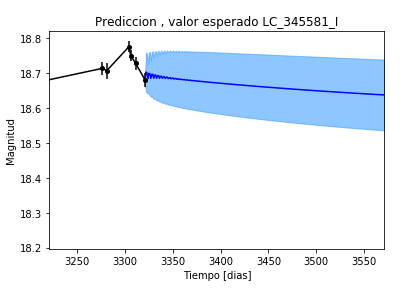 Prediccion , valor esperado LC_345581_I
18.8
18.7
18.6
18.5
18.4
18.3
18.2
Magnitud
3250 3300 3350 3400 3450 3500 3550
Tiempo [dias]